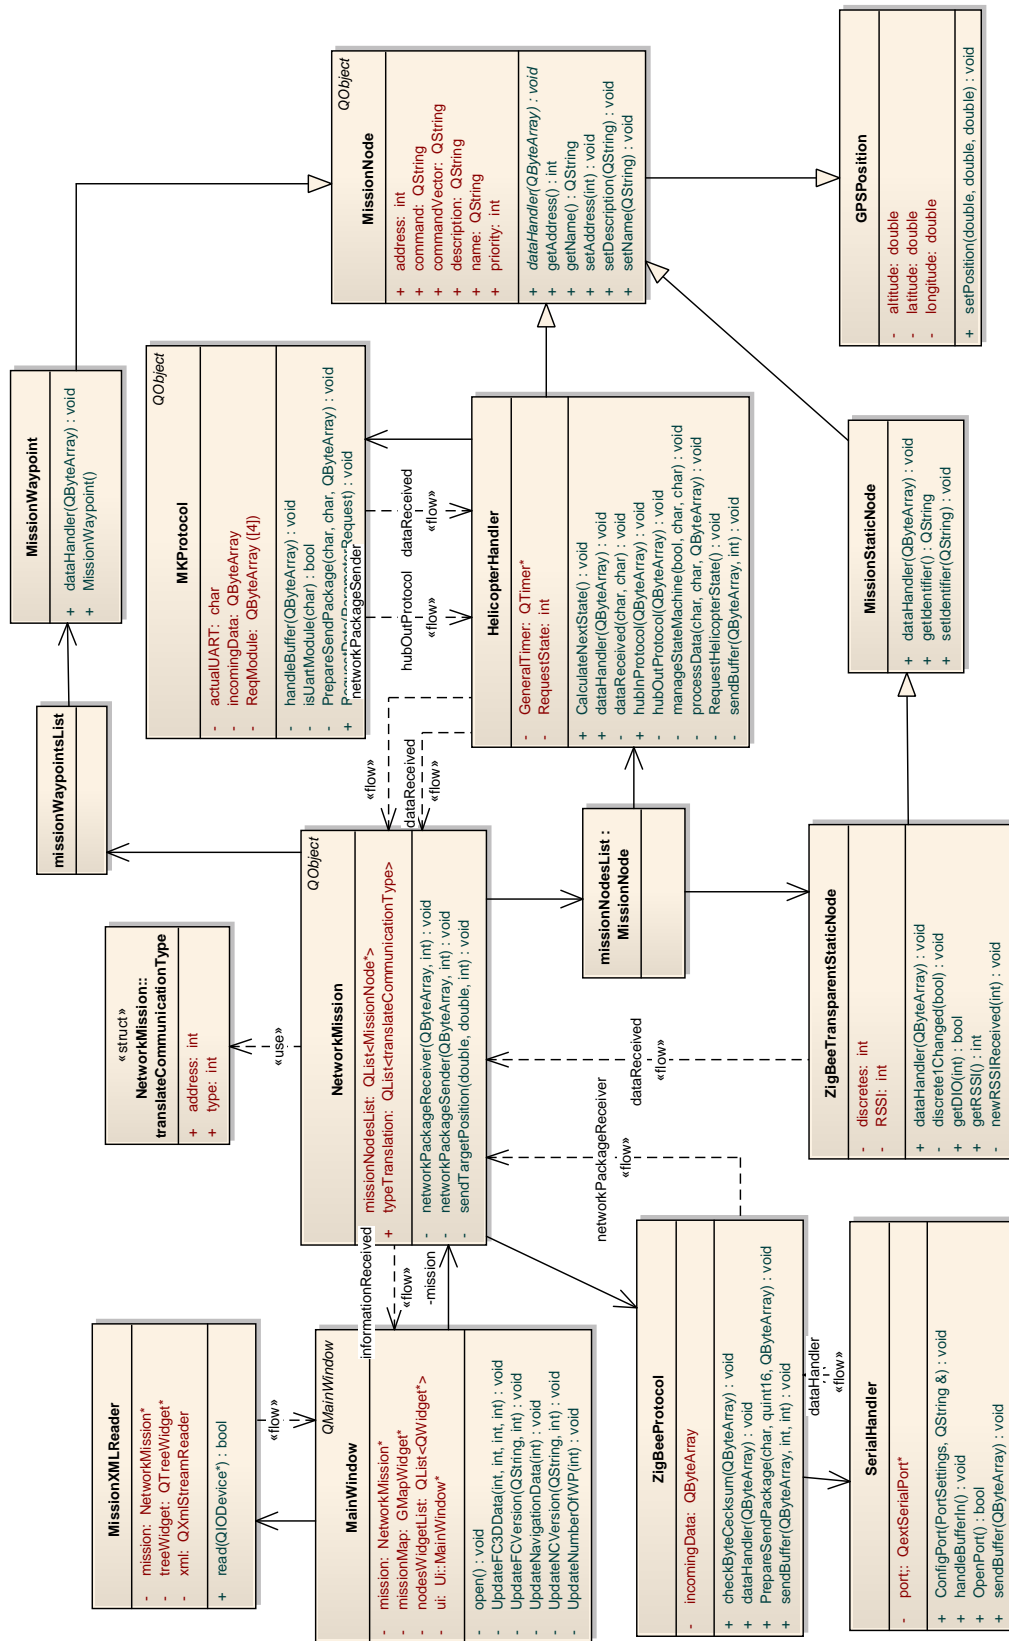 MissionXMLReader
- mission: NetworkMission*
- treeWidget: QTreeWidget*
- xml: QXmlStreamReader
+ read(QIODevice*) : bool
«flow»
QMainWindow
MainWindow
- mission: NetworkMission*
- missionMap: GMapWidget*
- nodesWidgetList: QList<QWidget*>
- ui: Ui::MainWindow*
- open() : void
- UpdateFC3DData(int, int, int) : void
- UpdateFCVersion(QString, int) : void
- UpdateNavigationData(int) : void
- UpdateNCVersion(QString, int) : void
- UpdateNumberOfWP(int) : void
informationReceived
«flow»
-mission
«struct»
NetworkMission::
translateCommunicationType
+ address: int
+ type: int
«use»
QObject
NetworkMission
missionNodesList: QList<MissionNode*>
+ typeTranslation: QList<translateCommunicationType>
- networkPackageReceiver(QByteArray, int) : void
- networkPackageSender(QByteArray, int) : void
- sendTargetPosition(double, double, int) : void
missionWaypointsList
MissionWaypoint
+ dataHandler(QByteArray) : void
+ MissionWaypoint()
QObject
MKProtocol
- actualUART: char
- incomingData: QByteArray
- ReqModule: QByteArray ([4])
- handleBuffer(QByteArray) : void
- isUartModule(char) : bool
- PrepareSendPackage(char, char, QByteArray) : void
+ RequestData(ParameterRequest) : void
networkPackageSender
hubOutProtocol
«flow»
dataReceived
«flow»
«flow»
dataReceived
«flow»
HelicopterHandler
- GeneralTimer: QTimer*
- RequestState: int
+ CalculateNextState() : void
+ dataHandler(QByteArray) : void
- dataReceived(char, char) : void
+ hubInProtocol(QByteArray) : void
- hubOutProtocol(QByteArray) : void
- manageStateMachine(bool, char, char) : void
- processData(char, char, QByteArray) : void
- RequestHelicopterState() : void
- sendBuffer(QByteArray, int) : void
QObject
MissionNode
+ address: int
+ command: QString
+ commandVector: QString
+ description: QString
+ name: QString
+ priority: int
+ dataHandler(QByteArray) : void
+ getAddress() : int
+ getName() : QString
+ setAddress(int) : void
+ setDescription(QString) : void
+ setName(QString) : void
GPSPosition
- altitude: double
- latitude: double
- longitude: double
+ setPosition(double, double, double) : void
MissionStaticNode
+ dataHandler(QByteArray) : void
+ getIdentifier() : QString
+ setIdentifier(QString) : void
missionNodesList :
MissionNode
ZigBeeTransparentStaticNode
- discretes: int
- RSSI: int
+ dataHandler(QByteArray) : void
- discrete1Changed(bool) : void
+ getDIO(int) : bool
+ getRSSI() : int
- newRSSIReceived(int) : void
dataReceived
«flow»
networkPackageReceiver
«flow»
ZigBeeProtocol
- incomingData: QByteArray
+ checkByteCecksum(QByteArray) : void
+ dataHandler(QByteArray) : void
+ PrepareSendPackage(char, quint16, QByteArray) : void
+ sendBuffer(QByteArray, int, int) : void
dataHandler
«flow»
SerialHandler
- port;: QextSerialPort*
+ ConfigPort(PortSettings, QString &) : void
+ handleBufferIn() : void
+ OpenPort() : bool
+ sendBuffer(QByteArray) : void